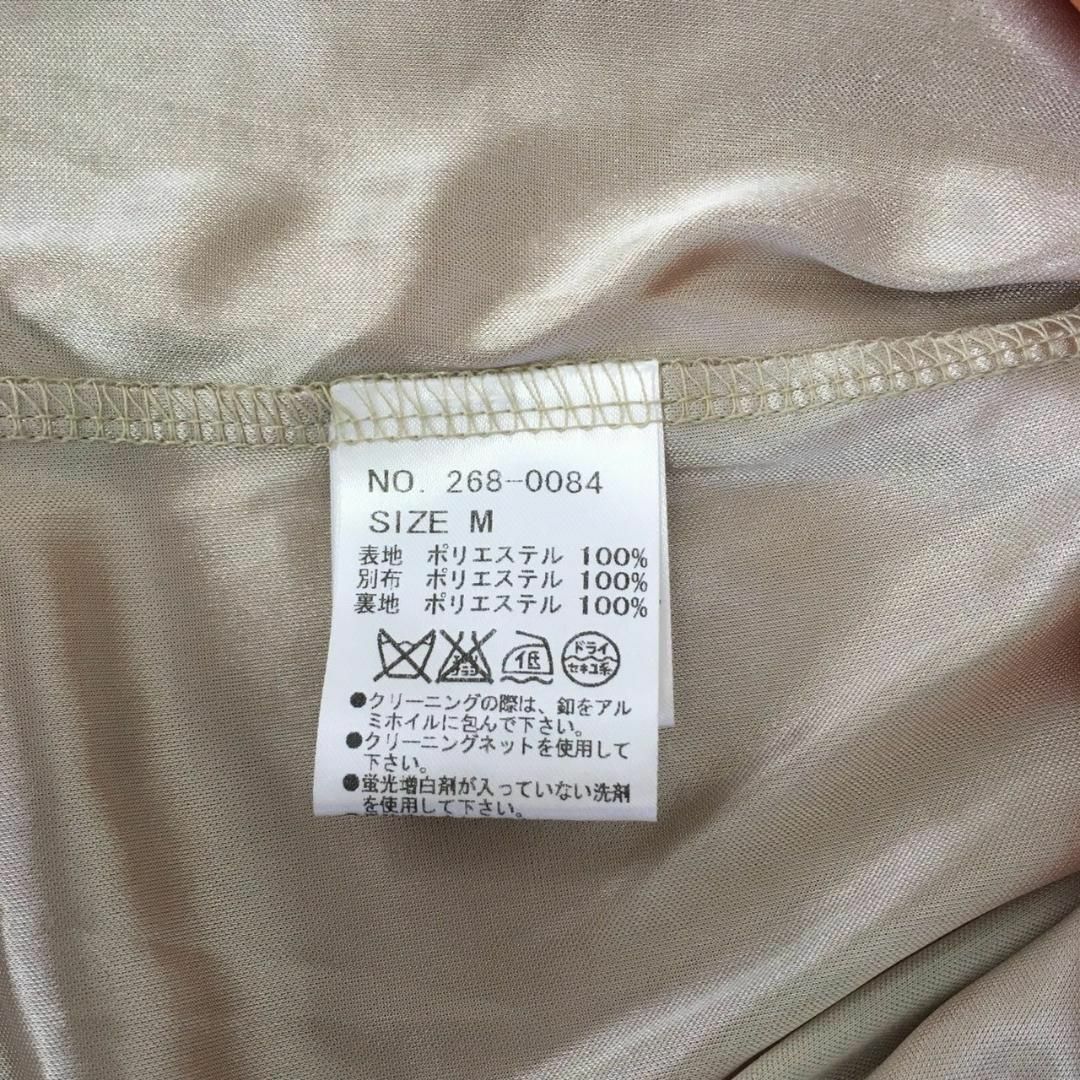 NO. 268-0084
SIZE M
表地 ポリエステル 100%
別布 ポリエステル 100%
裏地 ポリエステル 100%
低 ドライ
セキユ系
●クリーニングの際は、釦をアル
ミホイルに包んで下さい。
●クリーニングネットを使用して
下さい。
●蛍光増白剤が入っていない洗剤
を使用して下さい。